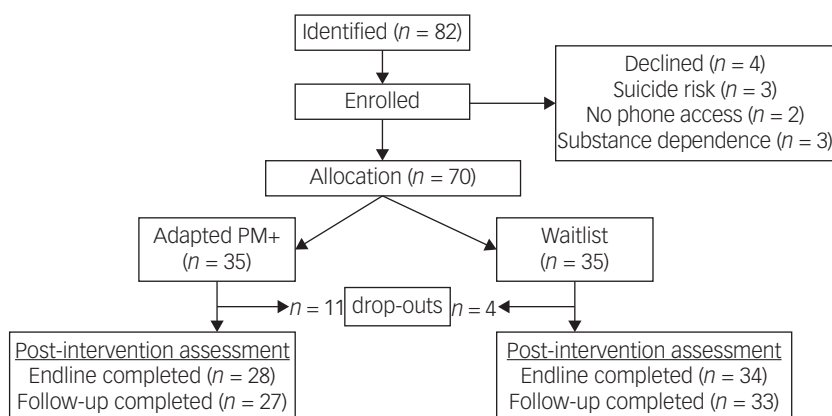 Identified (n = 82)
Declined (n = 4)
Suicide risk (n = 3)
No phone access (n = 2)
Substance dependence (n = 3)
Enrolled
Allocation (n = 70)
Adapted PM+
(n = 35)
Waitlist
(n = 35)
n = 11 drop-outs n = 4
Post-intervention assessment
Endline completed (n = 28)
Follow-up completed (n = 27)
Post-intervention assessment
Endline completed (n = 34)
Follow-up completed (n = 33)